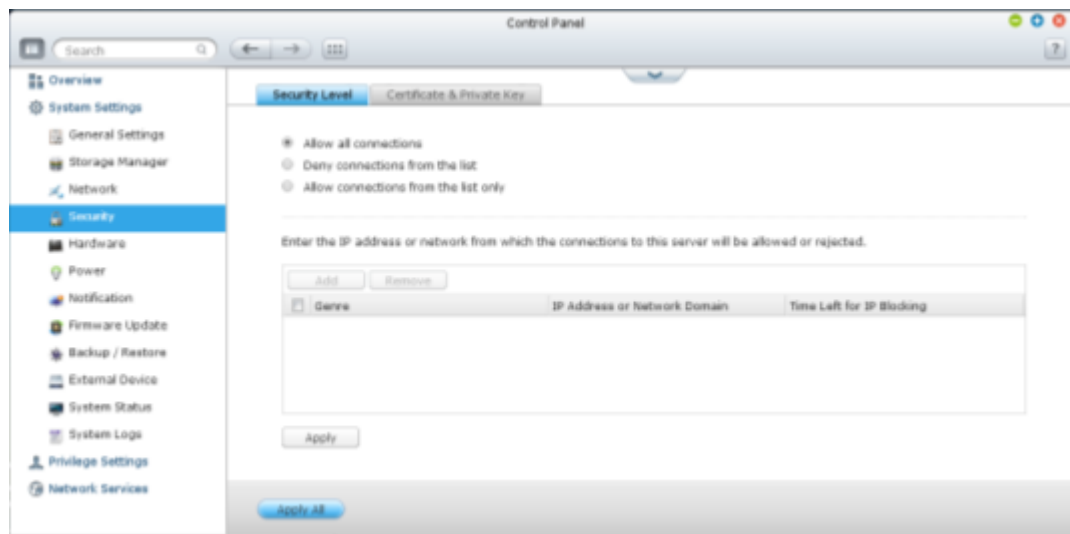 Control Panel
Search
?
Overview
System Settings
General Settings
Storage Manager
Network
Security
Hardware
Power
Notification
Firmware Update
Backup / Restore
External Device
System Status
System Logs
Privilege Settings
Network Services
Security Level Certificate & Private Key
Allow all connections
Deny connections from the list
Allow connections from the list only
Enter the IP address or network from which the connections to this server will be allowed or rejected.
Add Remove
Genre IP Address or Network Domain Time Left for IP Blocking
Apply
Apply All